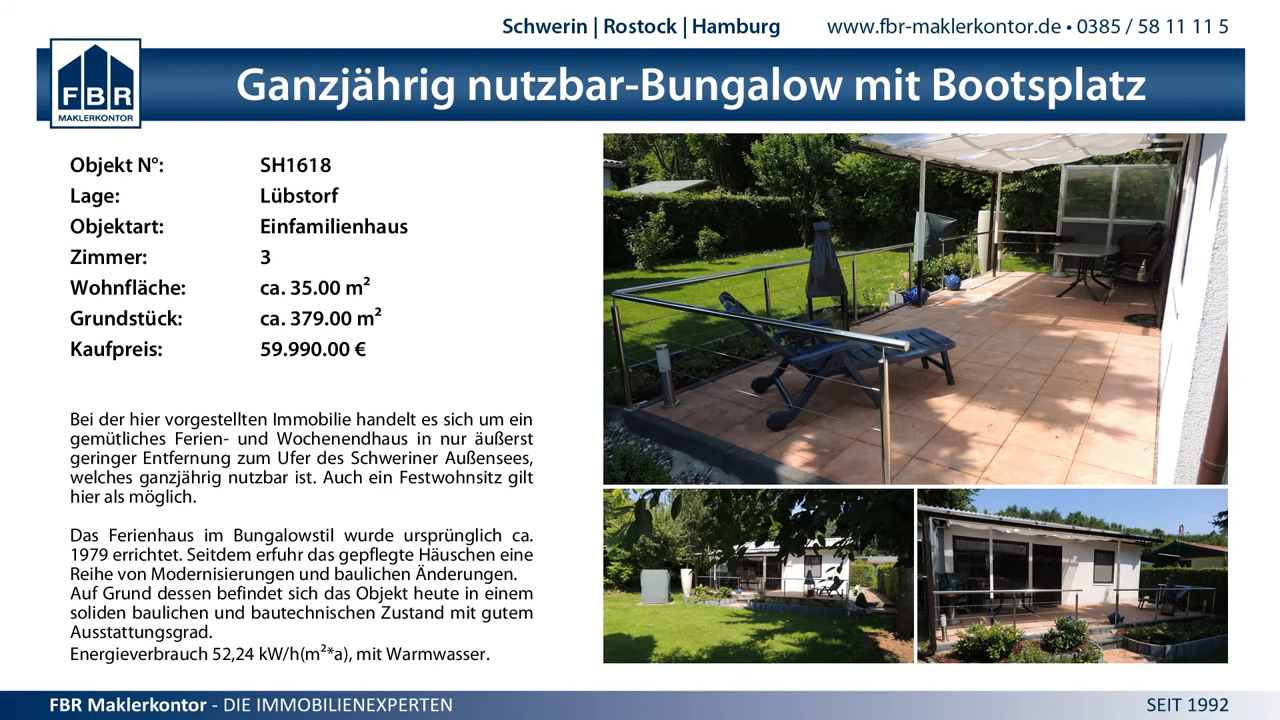 Schwerin | Rostock | Hamburg www.fbr-maklerkontor.de • 0385 / 58 11 11 5
FBR
MAKLERKONTOR
Ganzjährig nutzbar-Bungalow mit Bootsplatz
Objekt N°: SH1618
Lage: Lübstorf
Objektart: Einfamilienhaus
Zimmer: 3
Wohnfläche: ca. 35.00 m²
Grundstück: ca. 379.00 m²
Kaufpreis: 59.990.00 €
Bei der hier vorgestellten Immobilie handelt es sich um ein
gemütliches Ferien- und Wochenendhaus in nur äußerst
geringer Entfernung zum Ufer des Schweriner Außensees,
welches ganzjährig nutzbar ist. Auch ein Festwohnsitz gilt
hier als möglich.
Das Ferienhaus im Bungalowstil wurde ursprünglich ca.
1979 errichtet. Seitdem erfuhr das gepflegte Häuschen eine
Reihe von Modernisierungen und baulichen Änderungen.
Auf Grund dessen befindet sich das Objekt heute in einem
soliden baulichen und bautechnischen Zustand mit gutem
Ausstattungsgrad.
Energieverbrauch 52,24 kW/h(m²*a), mit Warmwasser.
FBR Maklerkontor - DIE IMMOBILIENEXPERTEN SEIT 1992